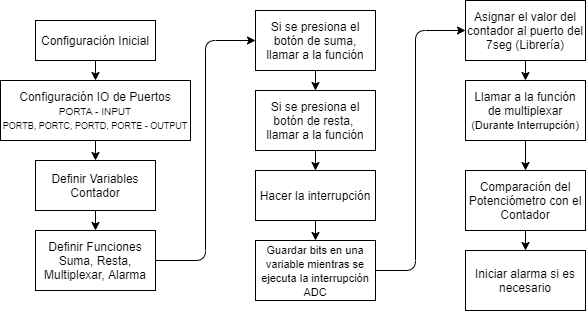 Configuración Inicial
Configuración IO de Puertos
PORTA - INPUT
PORTB, PORTC, PORTD, PORTE - OUTPUT
Definir Variables
Contador
Definir Funciones
Suma, Resta,
Multiplexar, Alarma
Si se presiona el
botón de suma,
llamar a la función
Si se presiona el
botón de resta,
llamar a la función
Hacer la interrupción
Guardar bits en una
variable mientras se
ejecuta la interrupción
ADC
Asignar el valor del
contador al puerto del
7seg (Librería)
Llamar a la función
de multiplexar
(Durante Interrupción)
Comparación del
Potenciómetro con el
Contador
Iniciar alarma si es
necesario